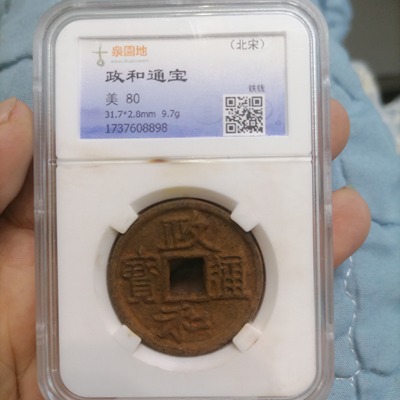 泉園地
(北宋)
政和通宝
铁钱
美 80
31.7*2.8mm 9.7g
1737608898
政
寳 通
和